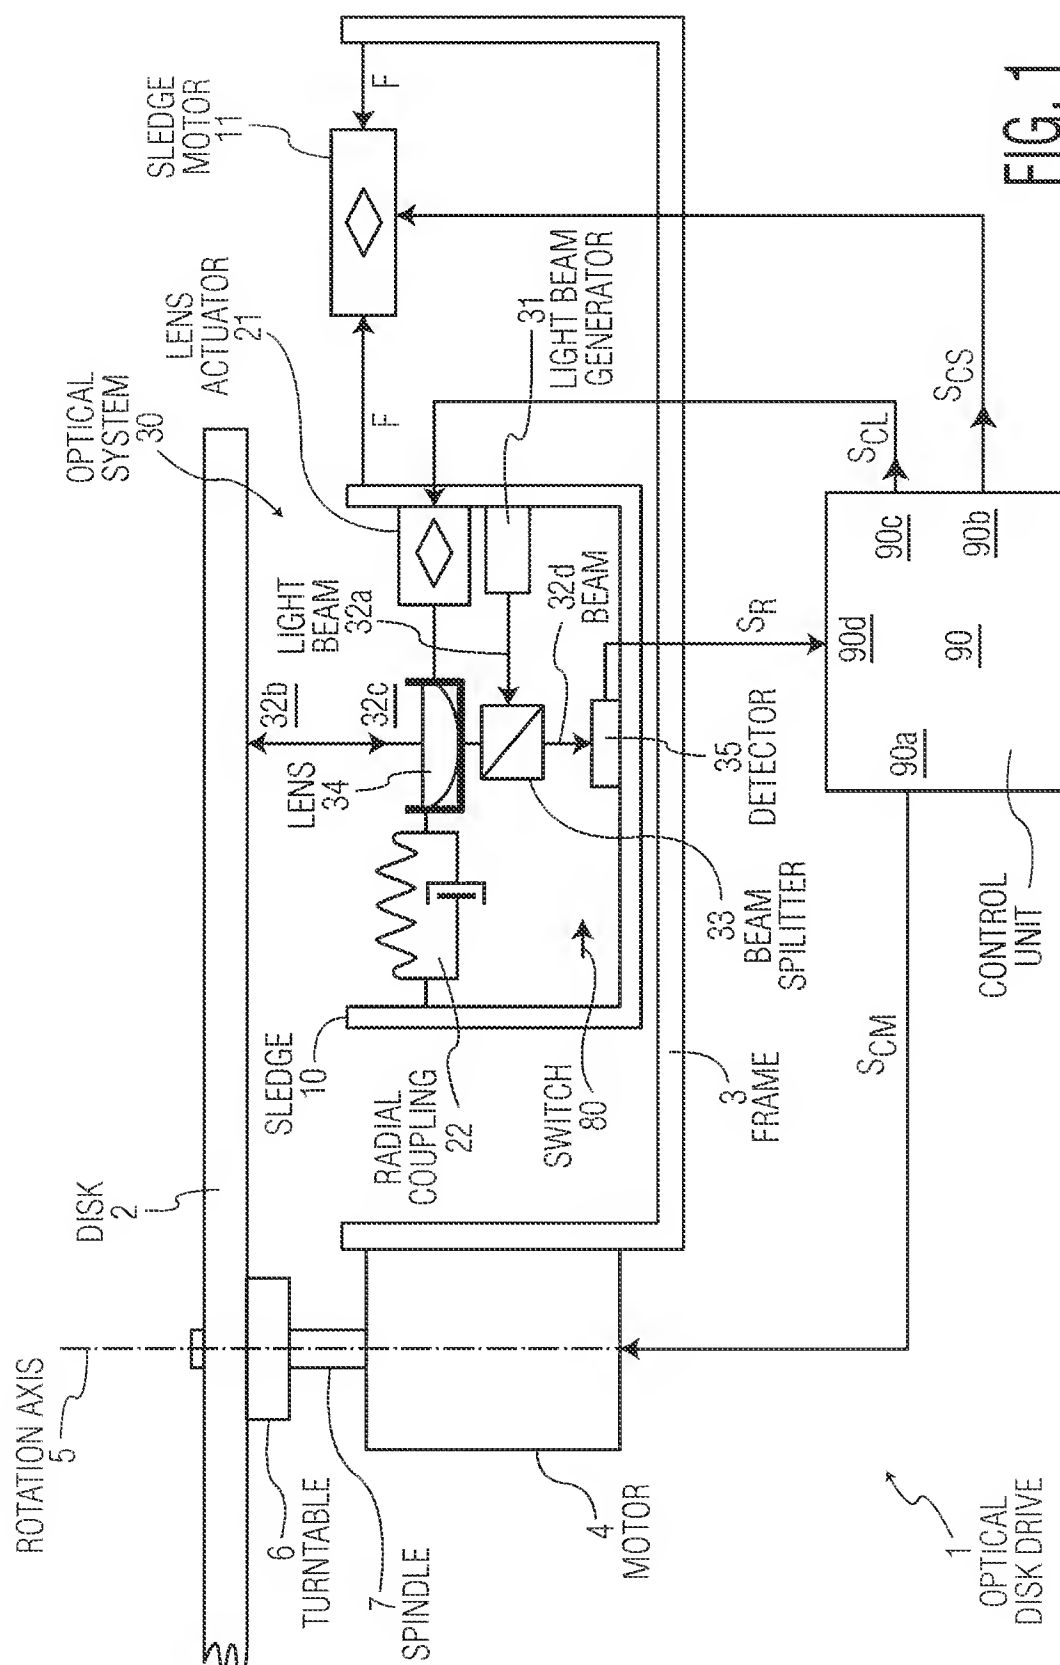 ROTATION AXIS
5
6
TURNTABLE
7
SPINDLE
4
MOTOR
1
OPTICAL
DISK DRIVE
DISK
2
SLEDGE
10
RADIAL
COUPLING
22
SWITCH
80
3
FRAME
SCM
CONTROL
UNIT
LENS
34
33
BEAM
SPILITTER
35
DETECTOR
32b
32c
LIGHT
BEAM
32a
32d
BEAM
SR
90a
90d
90
90c
90b
OPTICAL
SYSTEM
30
LENS
ACTUATOR
21
31
LIGHT BEAM
GENERATOR
F
SCL
SCS
SLEDGE
MOTOR
11
F
FIG. 1